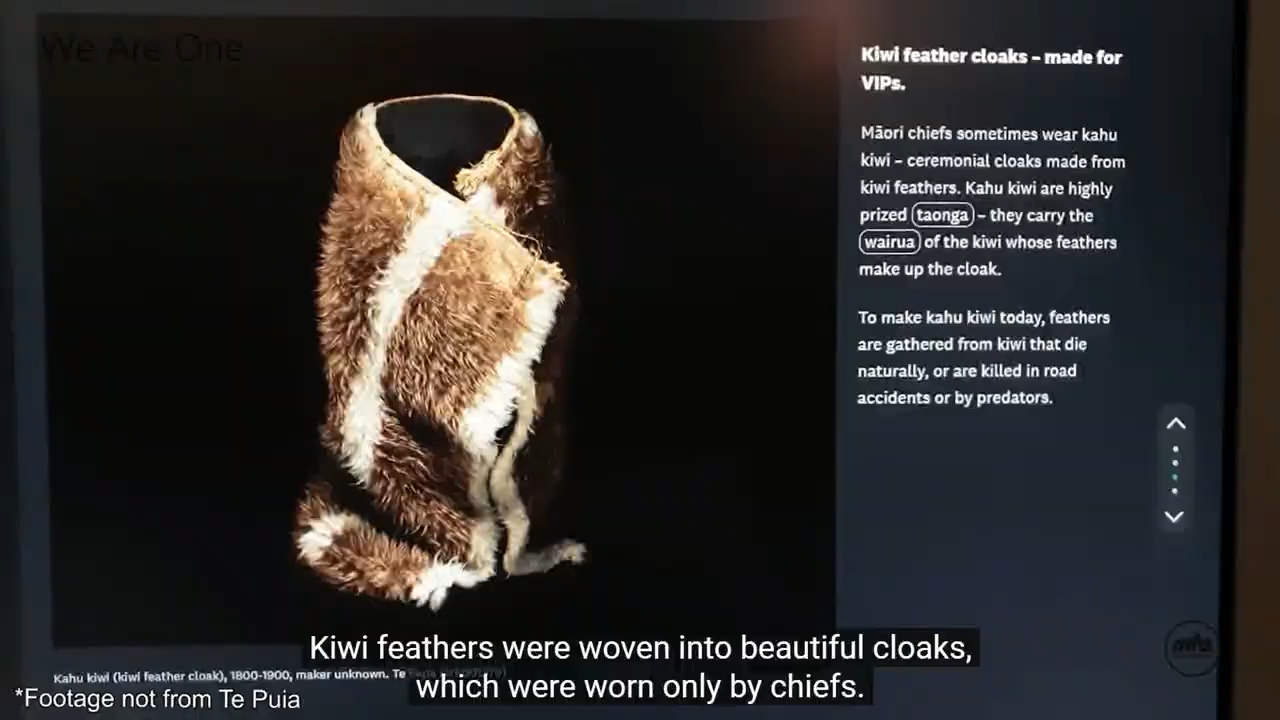 We Are One
Kiwi feather cloaks – made for
VIPs.
Māori chiefs sometimes wear kahu
kiwi – ceremonial cloaks made from
kiwi feathers. Kahu kiwi are highly
prized taonga – they carry the
wairua of the kiwi whose feathers
make up the cloak.
To make kahu kiwi today, feathers
are gathered from kiwi that die
naturally, or are killed in road
accidents or by predators.
Kiwi feathers were woven into beautiful cloaks,
Kahu kiwi (kiwi feather cloak), 1800-1900, maker unknown. Te
which were worn only by chiefs.
*Footage not from Te Puia